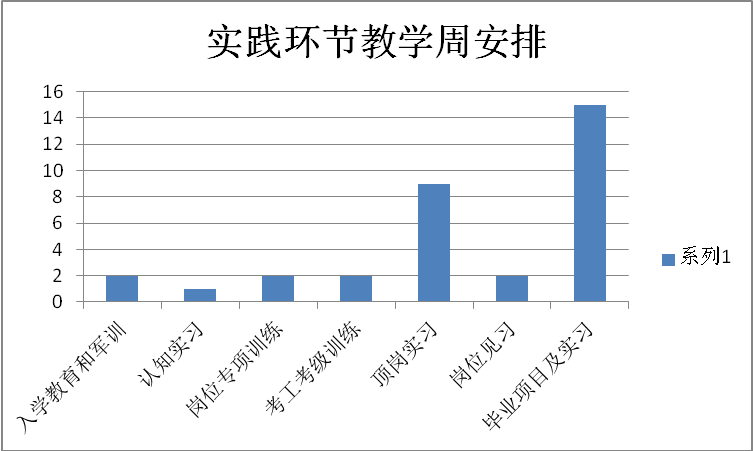 实践环节教学周安排
16
14
12
10
8
6
4
2
0
入学教育和军训
认知实习
岗位专项训练
考工考级训练
顶岗实习
岗位见习
毕业项目及实习
系列1